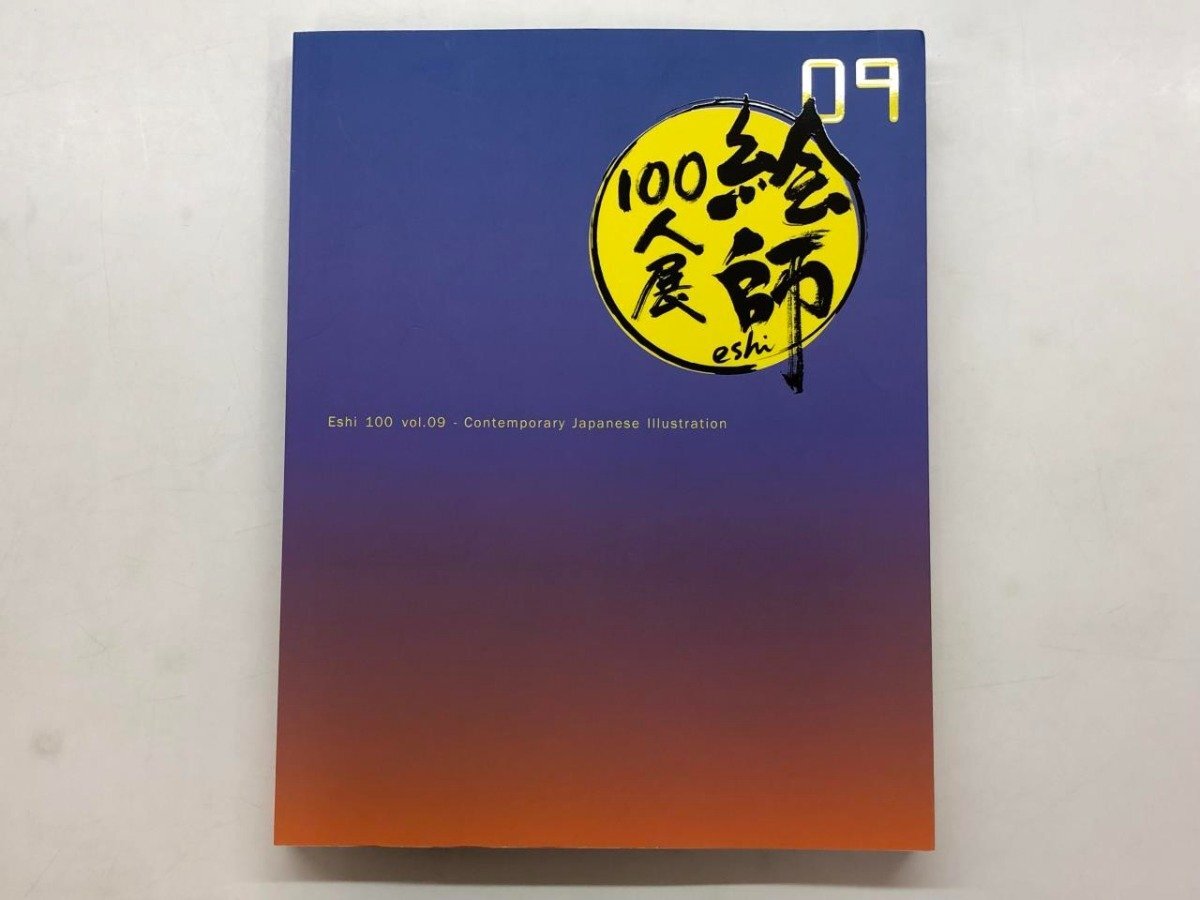 09
絵師
100人展
eshi
Eshi 100 vol.09 - Contemporary Japanese Illustration